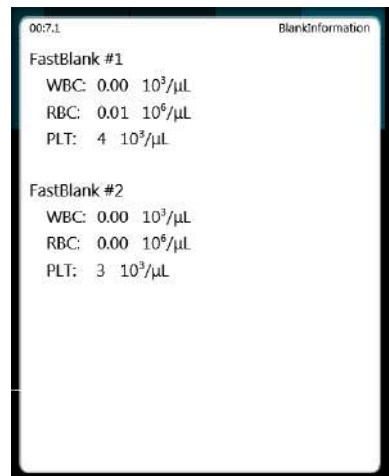 00:7.1 BlankInformation
FastBlank #1
WBC: 0.00 10³/µL
RBC: 0.01 10⁶/µL
PLT: 4 10³/µL
FastBlank #2
WBC: 0.00 10³/µL
RBC: 0.00 10⁶/µL
PLT: 3 10³/µL